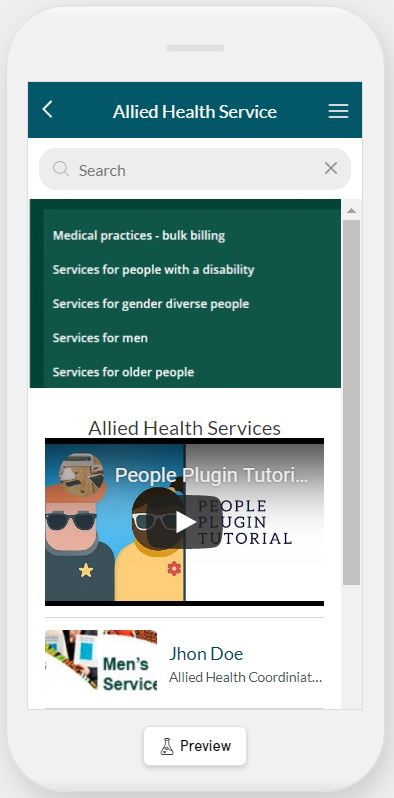 Allied Health Service
Search
Medical practices - bulk billing
Services for people with a disability
Services for gender diverse people
Services for men
Services for older people
Allied Health Services
People Plugin Tutori...
PEOPLE
PLUGIN
TUTORIAL
Men's
Service
Jhon Doe
Allied Health Coordiniat...
Preview